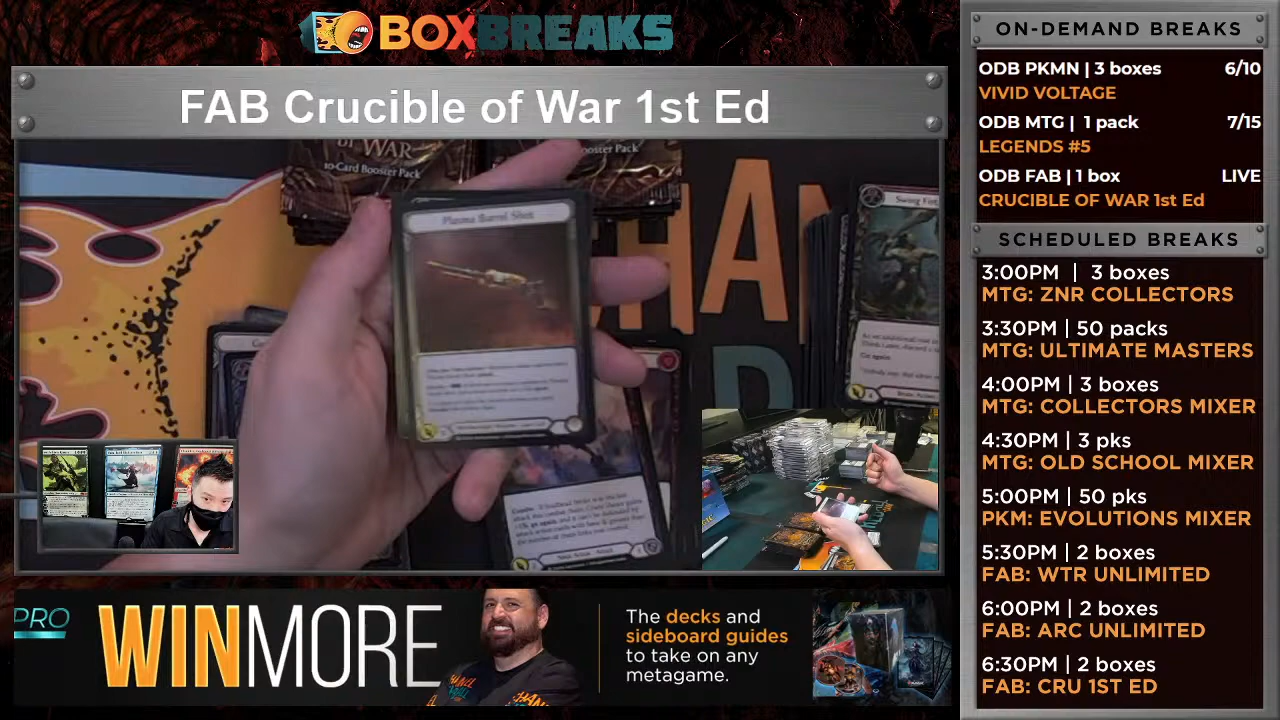 BOXBREAKS
FAB Crucible of War 1st Ed
OF WAR
10-Card Booster Pack
Booster Pack
Plasma Barrel Shot
Go again
PRO
WINMORE
The decks and
sideboard guides
to take on any
metagame.
ON-DEMAND BREAKS
ODB PKMN | 3 boxes 6/10
VIVID VOLTAGE
ODB MTG | 1 pack 7/15
LEGENDS #5
ODB FAB | 1 box LIVE
CRUCIBLE OF WAR 1st Ed
SCHEDULED BREAKS
3:00PM | 3 boxes
MTG: ZNR COLLECTORS
3:30PM | 50 packs
MTG: ULTIMATE MASTERS
4:00PM | 3 boxes
MTG: COLLECTORS MIXER
4:30PM | 3 pks
MTG: OLD SCHOOL MIXER
5:00PM | 50 pks
PKM: EVOLUTIONS MIXER
5:30PM | 2 boxes
FAB: WTR UNLIMITED
6:00PM | 2 boxes
FAB: ARC UNLIMITED
6:30PM | 2 boxes
FAB: CRU 1ST ED